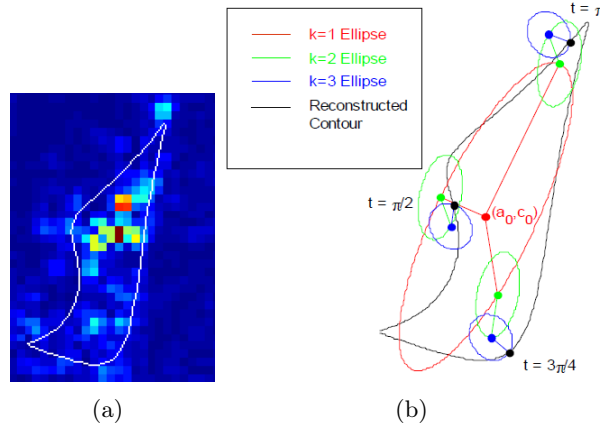 k=1 Ellipse
k=2 Ellipse
k=3 Ellipse
Reconstructed
Contour
t = π
t = π/2
(a₀,c₀)
t = 3π/4
(a)
(b)